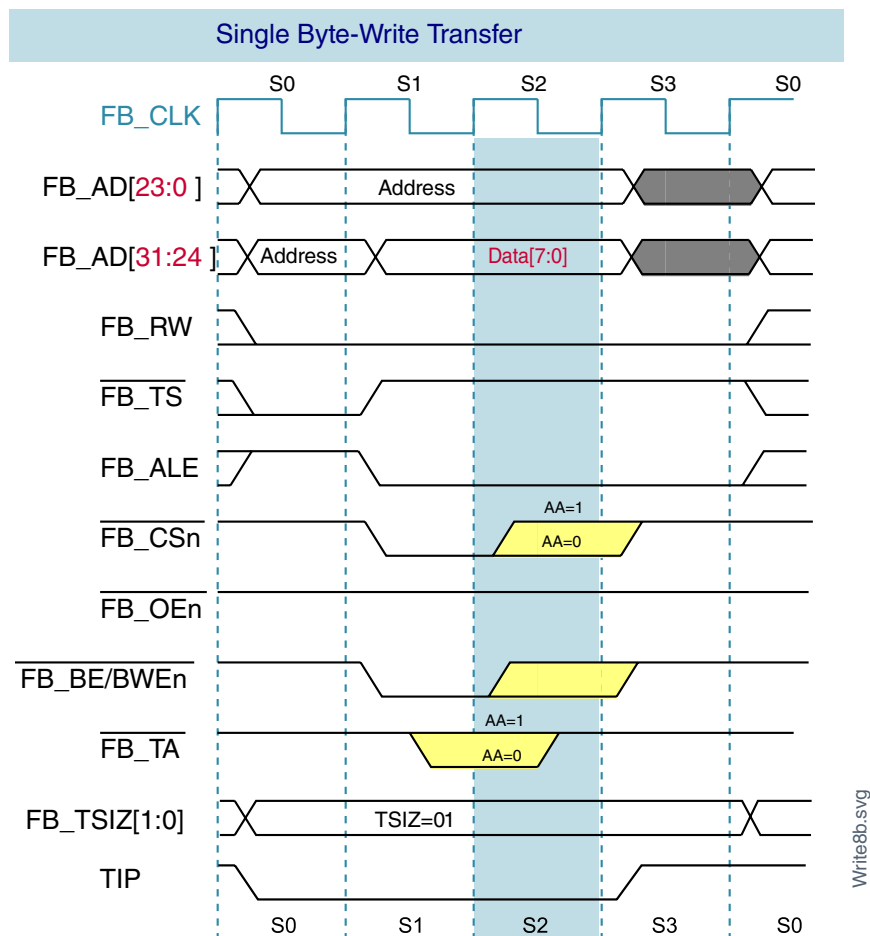 Single Byte-Write Transfer
S0 S1 S2 S3 S0
FB_CLK
FB_AD[23:0 ]
Address
FB_AD[31:24 ]
Address
Data[7:0]
FB_RW
FB_TS
FB_ALE
AA=1
FB_CSn
AA=0
FB_OEn
FB_BE/BWEn
AA=1
FB_TA
AA=0
FB_TSIZ[1:0]
TSIZ=01
TIP
S0 S1 S2 S3 S0
Write8b.svg